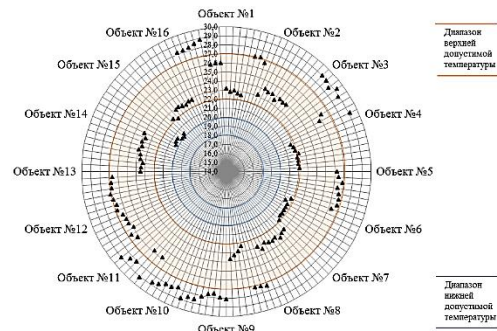 Объект №1
Объект №2
Объект №3
Объект №4
Объект №5
Объект №6
Объект №7
Объект №8
Объект №9
Объект №10
Объект №11
Объект №12
Объект №13
Объект №14
Объект №15
Объект №16
30,0
29,0
28,0
27,0
26,0
25,0
24,0
23,0
22,0
21,0
20,0
19,0
18,0
17,0
16,0
15,0
14,0
Диапазон
верхней
допустимой
температуры
Диапазон
нижней
допустимой
температуры